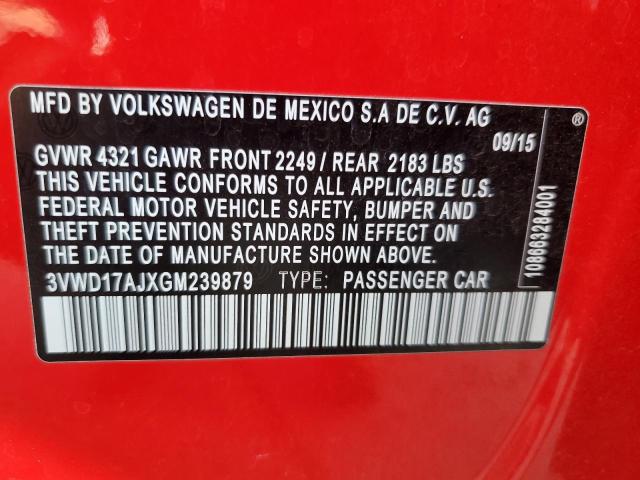 MFD BY VOLKSWAGEN DE MEXICO S.A DE C.V. AG
09/15
GVWR 4321 GAWR FRONT 2249 / REAR 2183 LBS
THIS VEHICLE CONFORMS TO ALL APPLICABLE U.S.
FEDERAL MOTOR VEHICLE SAFETY, BUMPER AND
THEFT PREVENTION STANDARDS IN EFFECT ON
THE DATE OF MANUFACTURE SHOWN ABOVE.
3VWD17AJXGM239879 TYPE: PASSENGER CAR
®
108663284001